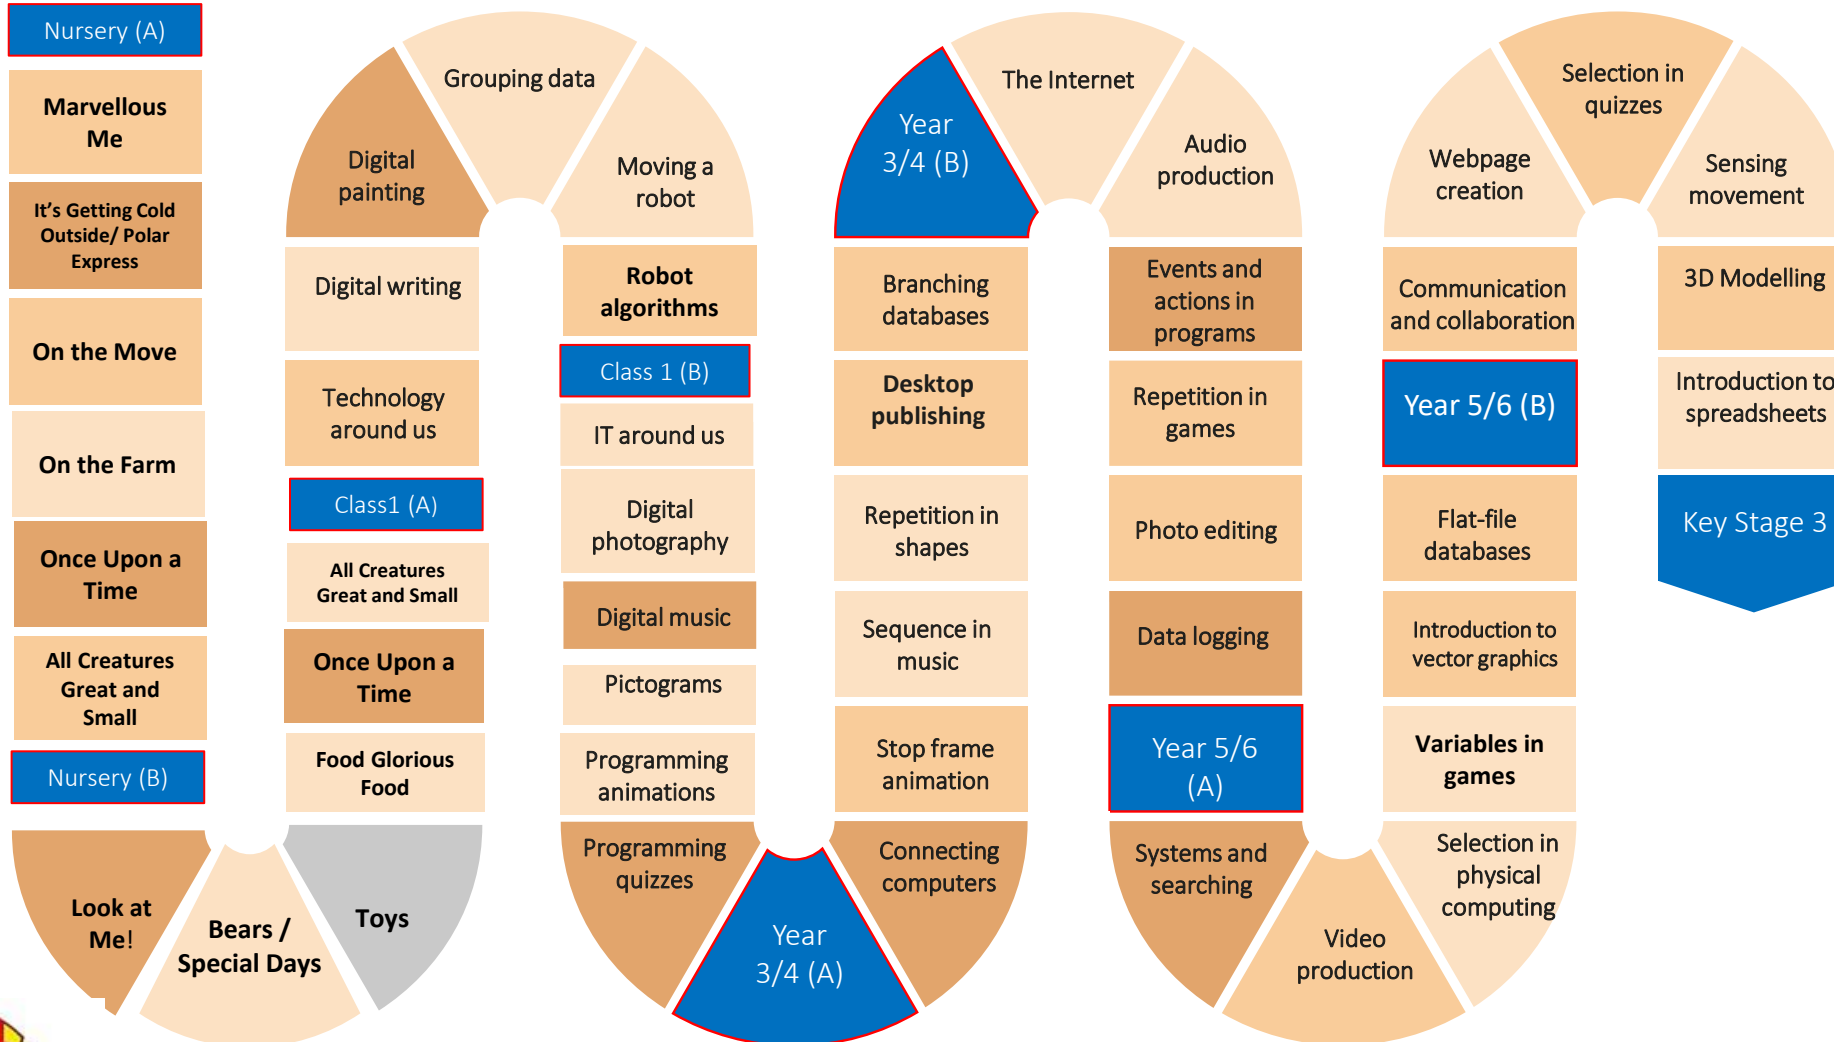 Nursery (A)
Marvellous
Me
It's Getting Cold
Outside/ Polar
Express
On the Move
On the Farm
Once Upon a
Time
All Creatures
Great and
Small
Nursery (B)
Look at
Me!
Bears /
Special Days
Toys
Food Glorious
Food
Once Upon a
Time
All Creatures
Great and Small
Class1 (A)
Technology
around us
Digital writing
Digital
painting
Grouping data
Moving a
robot
Robot
algorithms
Class 1 (B)
IT around us
Digital
photography
Digital music
Pictograms
Programming
animations
Programming
quizzes
Year
3/4 (A)
Connecting
computers
Stop frame
animation
Sequence in
music
Repetition in
shapes
Desktop
publishing
Branching
databases
Year
3/4 (B)
The Internet
Audio
production
Events and
actions in
programs
Repetition in
games
Photo editing
Data logging
Year 5/6
(A)
Systems and
searching
Video
production
Selection in
physical
computing
Variables in
games
Introduction to
vector graphics
Flat-file
databases
Year 5/6 (B)
Communication
and collaboration
Webpage
creation
Selection in
quizzes
Sensing
movement
3D Modelling
Introduction to
spreadsheets
Key Stage 3